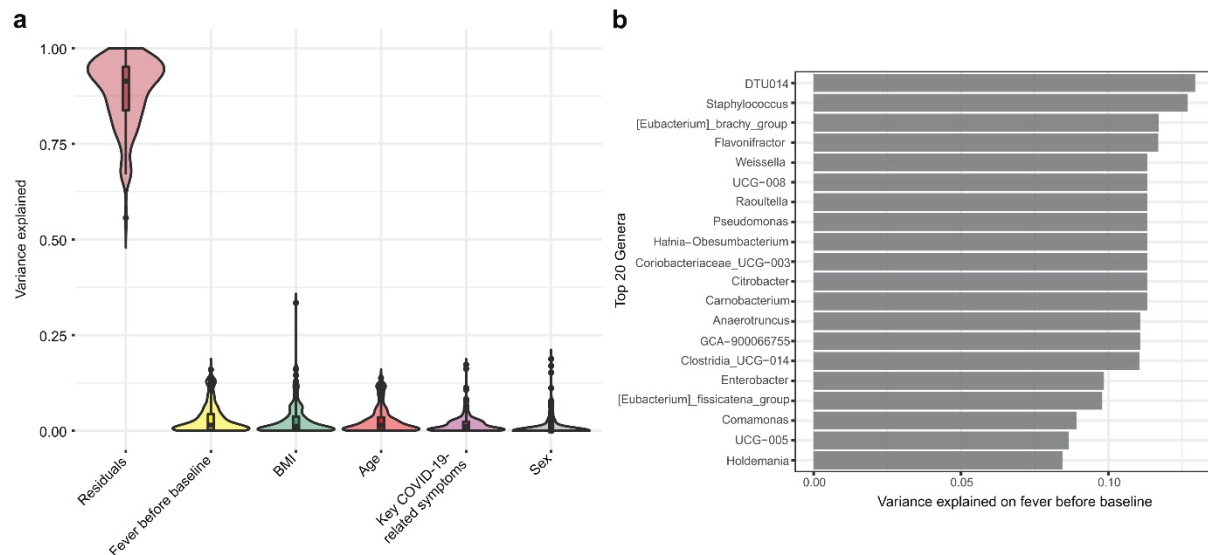 a
1.00
0.75
0.50
0.25
0.00
Variance explained
Residuals
Fever before baseline
BMI
Age
Key COVID-19-
related symptoms
Sex
b
Top 20 Genera
DTU014
Staphylococcus
[Eubacterium]_brachy_group
Flavonifractor
Weissella
UCG−008
Raoultella
Pseudomonas
Hafnia−Obesumbacterium
Coriobacteriaceae_UCG−003
Citrobacter
Carnobacterium
Anaerotruncus
GCA−900066755
Clostridia_UCG−014
Enterobacter
[Eubacterium]_fissicatena_group
Comamonas
UCG−005
Holdemania
0.00
0.05
0.10
Variance explained on fever before baseline